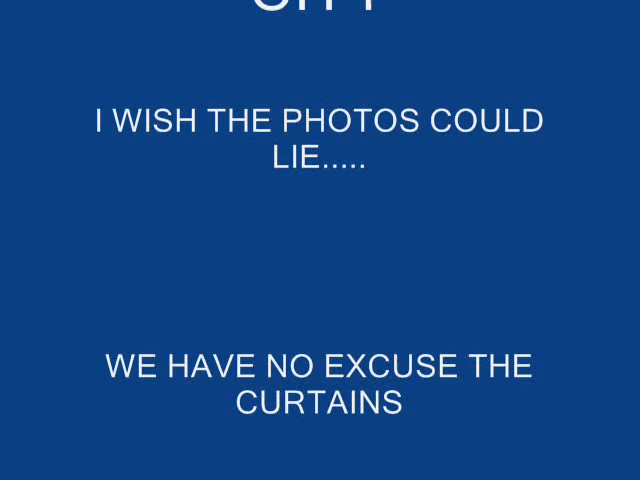 I WISH THE PHOTOS COULD
LIE.....
WE HAVE NO EXCUSE THE
CURTAINS